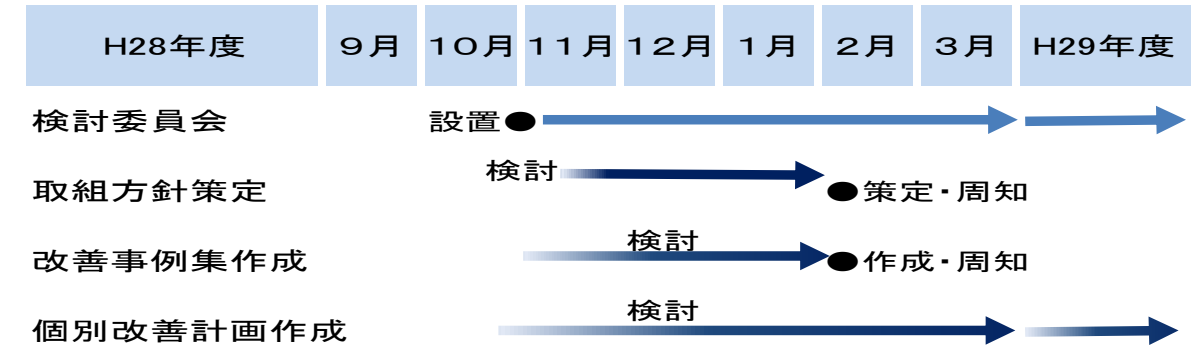 H28年度 9月 10月 11月 12月 1月 2月 3月 H29年度
検討委員会 設置●
検討
取組方針策定 ●策定・周知
検討
改善事例集作成 ●作成・周知
検討
個別改善計画作成